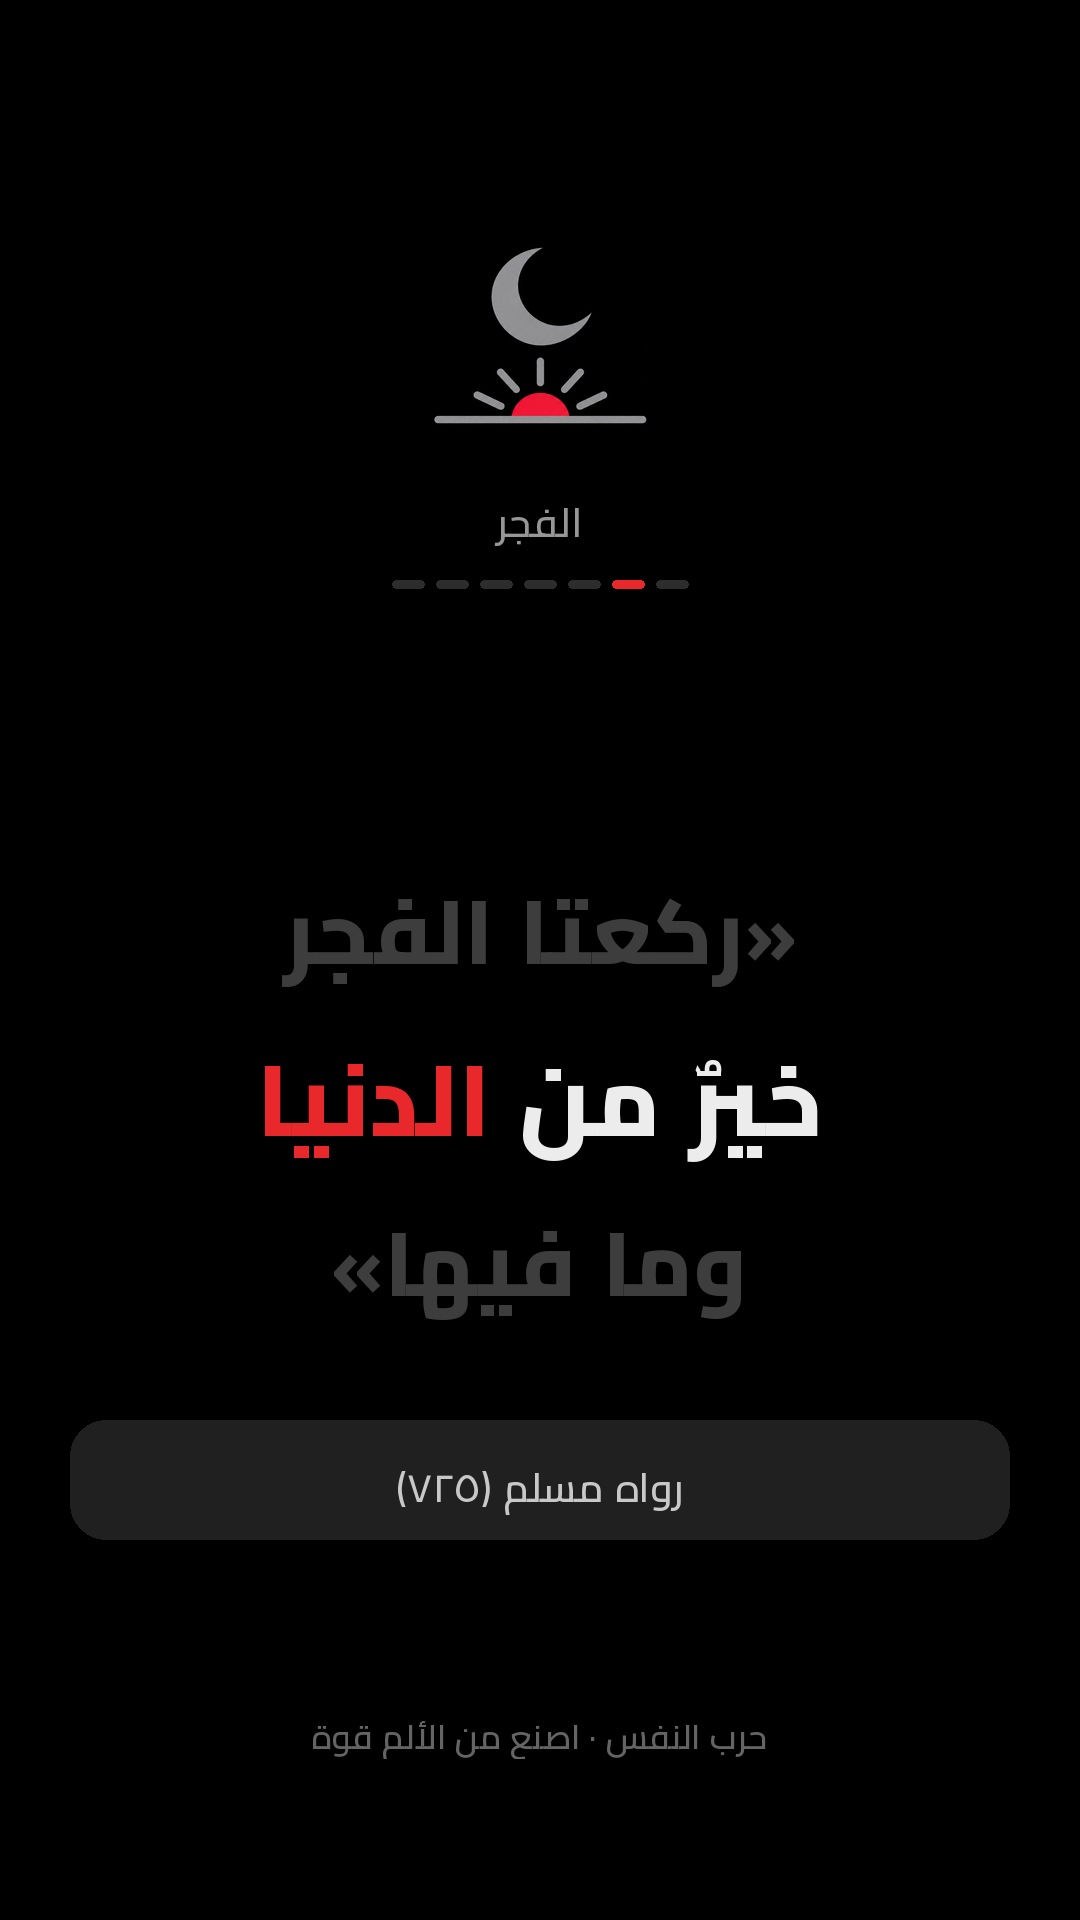 الفجر
«ركعتا الفجر
خيرٌ من الدنيا
وما فيها»
رواه مسلم (٧٢٥)
حرب النفس · اصنع من الألم قوة